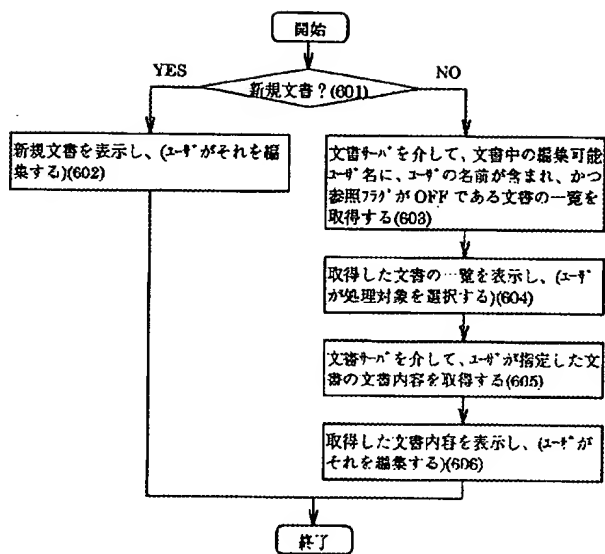 開始
YES
NO
新規文書?(601)
新規文書を表示し、(ユーザがそれを編
集する)(602)
文書サーバを介して、文書中の編集可能
ユーザ名に、ユーザの名前が含まれ、かつ
参照フラグがOFFである文書の一覧を
取得する(603)
取得した文書の一覧を表示し、(ユーザ
が処理対象を選択する)(604)
文書サーバを介して、ユーザが指定した文
書の文書内容を取得する(605)
取得した文書内容を表示し、(ユーザが
それを編集する)(606)
終了